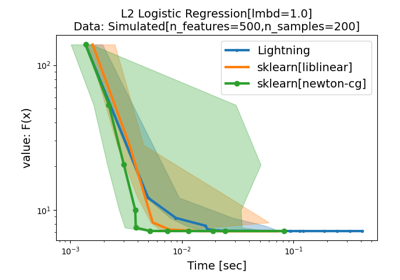 L2 Logistic Regression[lmbd=1.0]
Data: Simulated[n_features=500,n_samples=200]
Lightning
sklearn[liblinear]
sklearn[newton-cg]
value: F(x)
10²
10¹
10⁻³
10⁻²
10⁻¹
Time [sec]